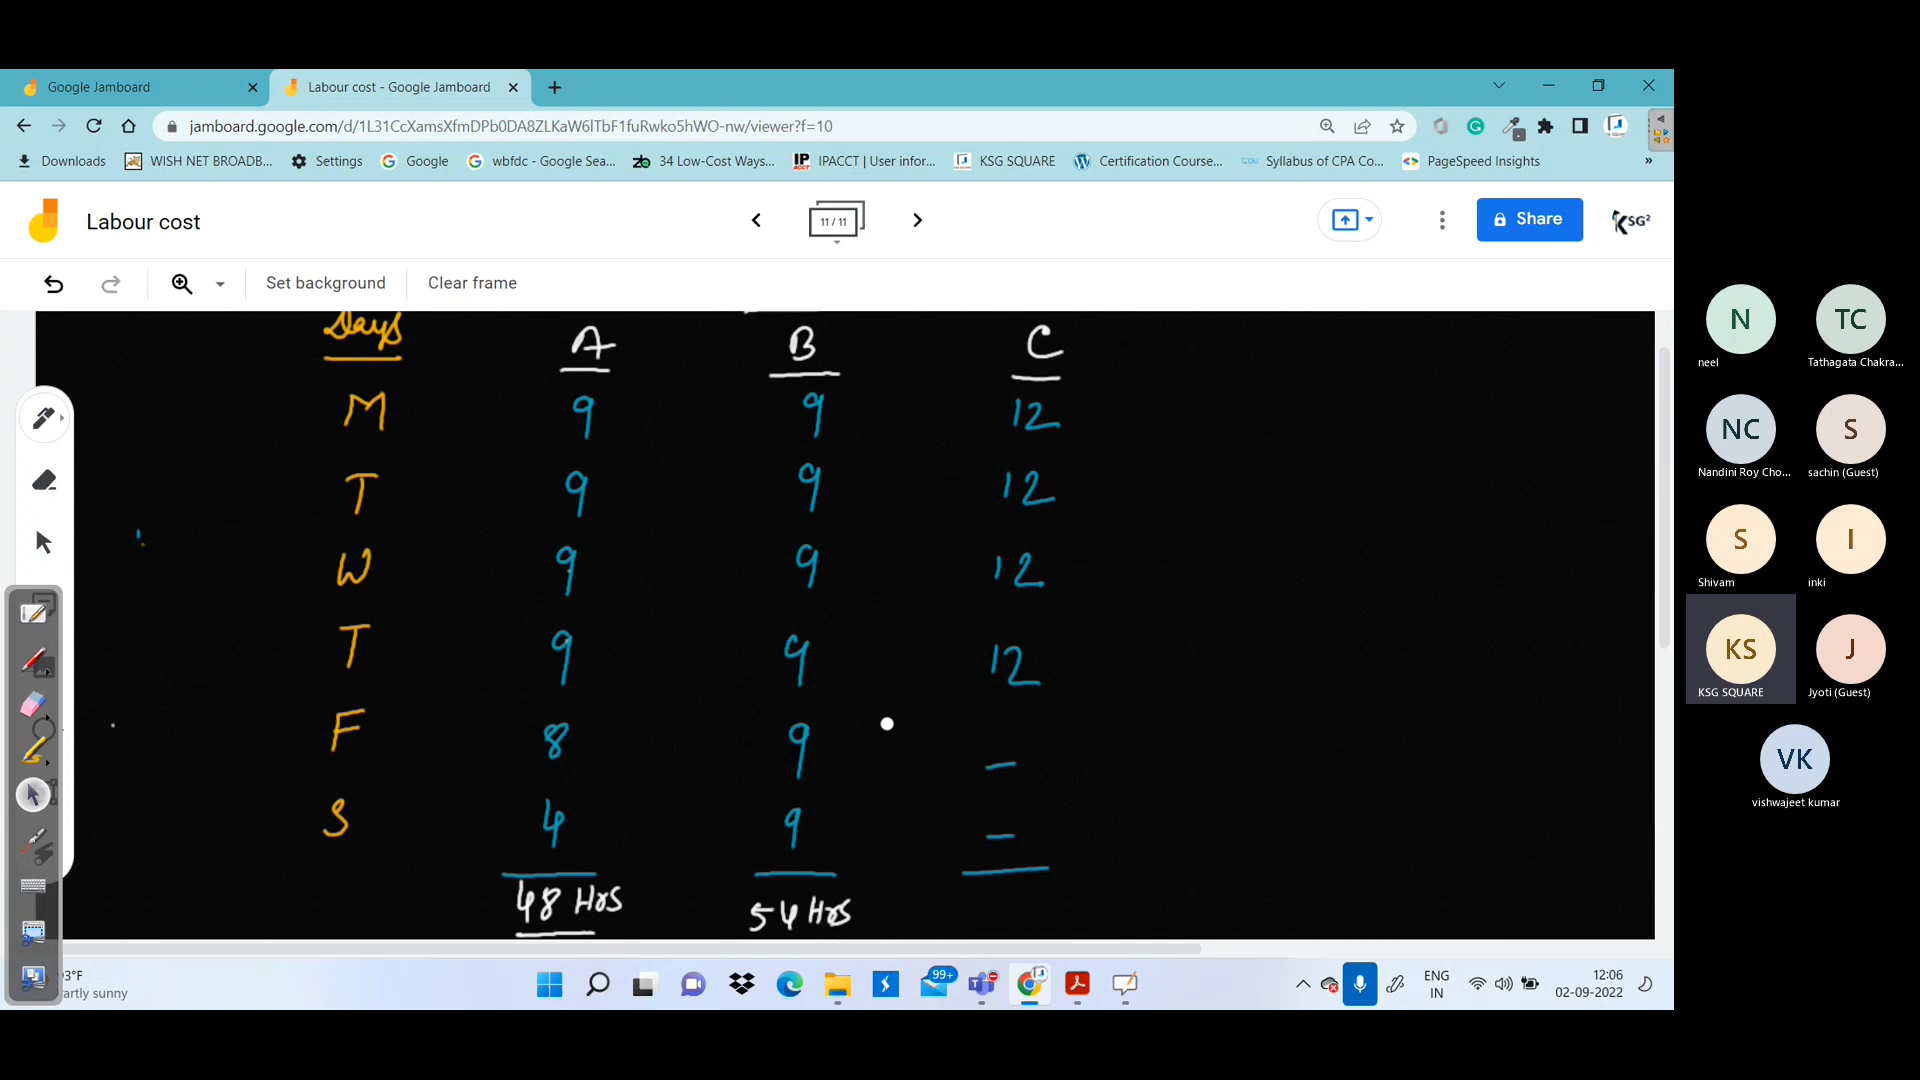 Google Jamboard
Labour cost - Google Jamboard
jamboard.google.com/d/1L31CcXamsXfmDPb0DA8ZLKaW6lTbF1fuRwko5hWO-nw/viewer?f=10
Downloads WISH NET BROADB... Settings Google wbfdc - Google Sea... 34 Low-Cost Ways... IPACCT | User infor... KSG SQUARE Certification Course... Syllabus of CPA Co... PageSpeed Insights »
Labour cost
11 / 11
Share
KSG²
Set background Clear frame
Days A B C
M 9 9 12
T 9 9 12
W 9 9 12
T 9 9 12
F 8 9 –
S 4 9 –
48 Hrs 54 Hrs
N
neel
TC
Tathagata Chakra...
NC
Nandini Roy Cho...
S
sachin (Guest)
S
Shivam
I
inki
KS
KSG SQUARE
J
Jyoti (Guest)
VK
vishwajeet kumar
93°F
artly sunny
99+
ENG
IN
12:06
02-09-2022